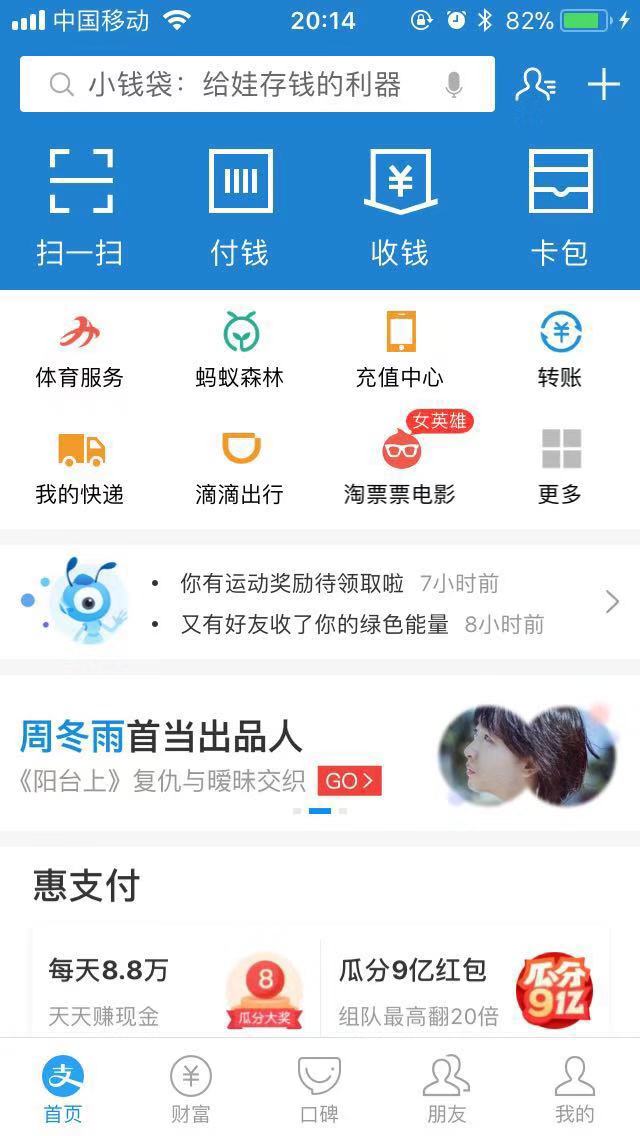 中国移动 20:14 82%
小钱袋：给娃存钱的利器
扫一扫 付钱 收钱 卡包
体育服务 蚂蚁森林 充值中心 转账
女英雄
我的快递 滴滴出行 淘票票电影 更多
• 你有运动奖励待领取啦 7小时前
• 又有好友收了你的绿色能量 8小时前
周冬雨首当出品人
《阳台上》复仇与暧昧交织 GO
惠支付
每天8.8万
天天赚现金
8
瓜分大奖
瓜分9亿红包
组队最高翻20倍
瓜分
9亿
支
首页 财富 口碑 朋友 我的